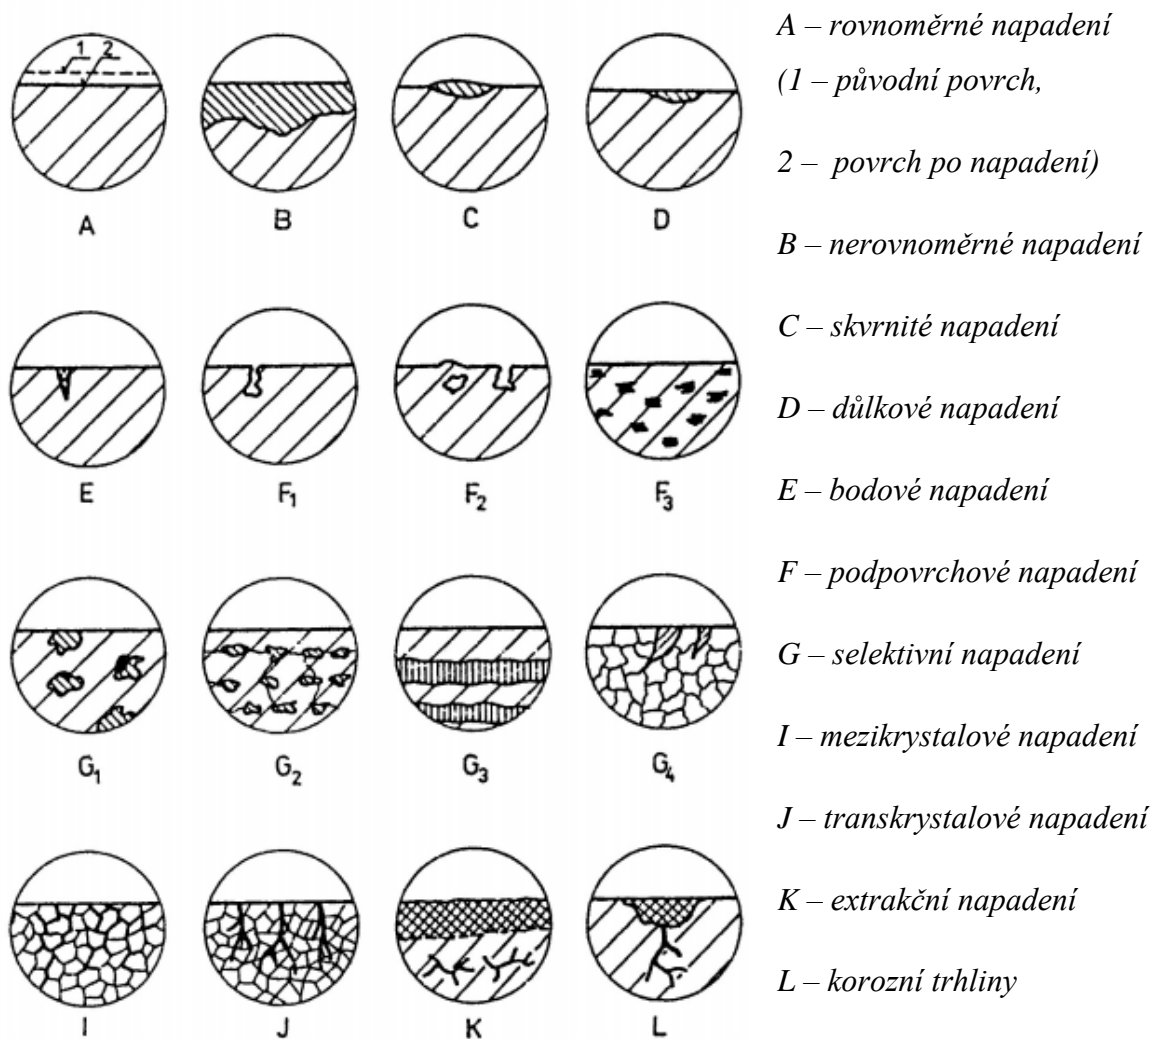 1 2
A B C D
E F1 F2 F3
G1 G2 G3 G4
I J K L
A – rovnoměrné napadení
(1 – původní povrch,
2 – povrch po napadení)
B – nerovnoměrné napadení
C – skvrnité napadení
D – důlkové napadení
E – bodové napadení
F – podpovrchové napadení
G – selektivní napadení
I – mezikrystalové napadení
J – transkrystalové napadení
K – extrakční napadení
L – korozní trhliny